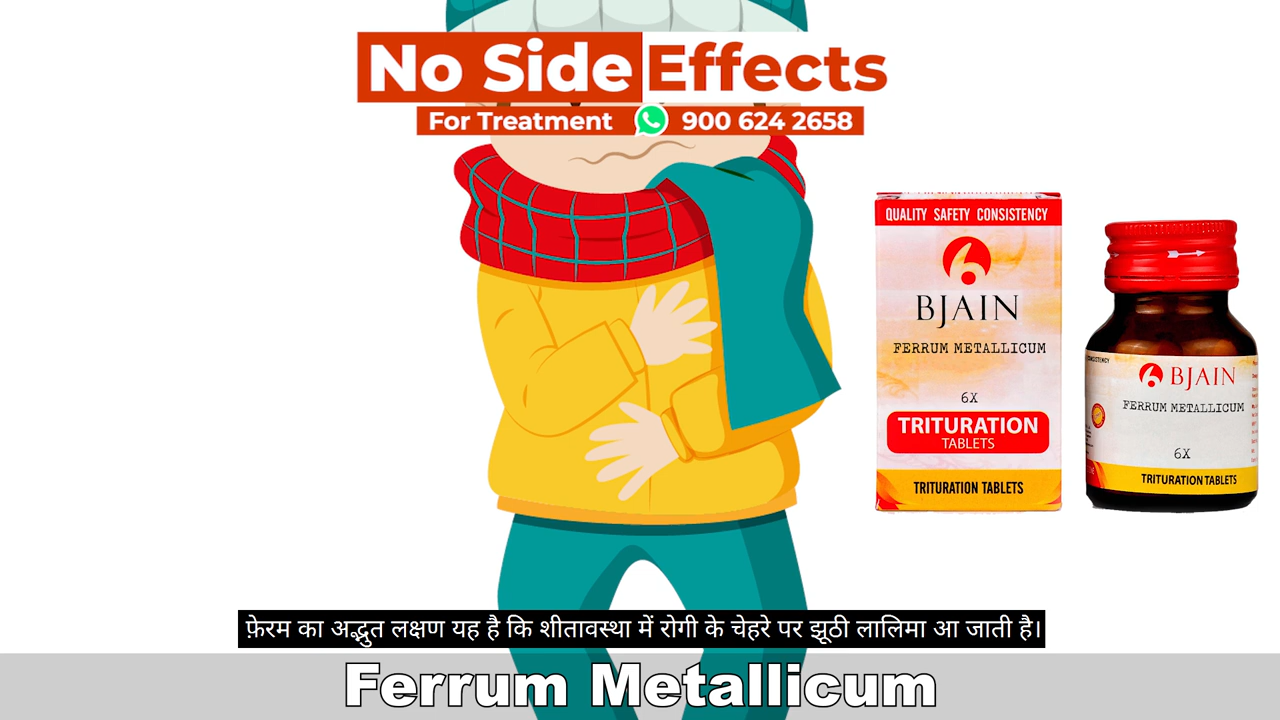 No Side Effects
For Treatment 900 624 2658
QUALITY SAFETY CONSISTENCY
BJAIN
FERRUM METALLICUM
6X
TRITURATION
TABLETS
TRITURATION TABLETS
CONSISTENCY
BJAIN
FERRUM METALLICUM
6X
TRITURATION TABLETS
फ़ेरम का अद्भुत लक्षण यह है कि शीतावस्था में रोगी के चेहरे पर झूठी लालिमा आ जाती है।
Ferrum Metallicum